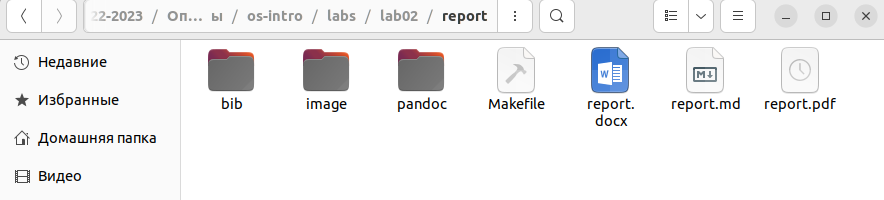 22-2023 / Оп… ы / os-intro / labs / lab02 / report
Недавние
Избранные
Домашняя папка
Видео
bib
image
pandoc
Makefile
report.
docx
report.md
report.pdf
W
M